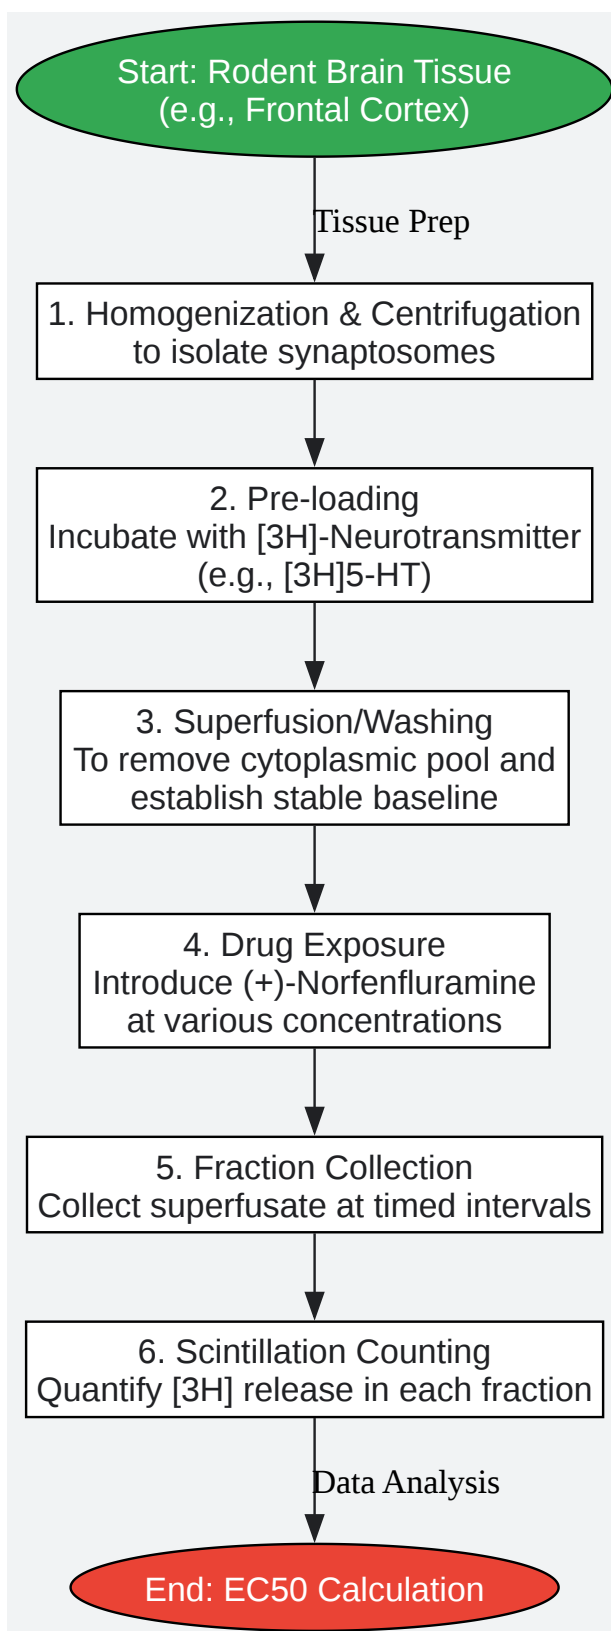 Start: Rodent Brain Tissue
(e.g., Frontal Cortex)
Tissue Prep
1. Homogenization & Centrifugation
to isolate synaptosomes
2. Pre-loading
Incubate with [3H]-Neurotransmitter
(e.g., [3H]5-HT)
3. Superfusion/Washing
To remove cytoplasmic pool and
establish stable baseline
4. Drug Exposure
Introduce (+)-Norfenfluramine
at various concentrations
5. Fraction Collection
Collect superfusate at timed intervals
6. Scintillation Counting
Quantify [3H] release in each fraction
Data Analysis
End: EC50 Calculation